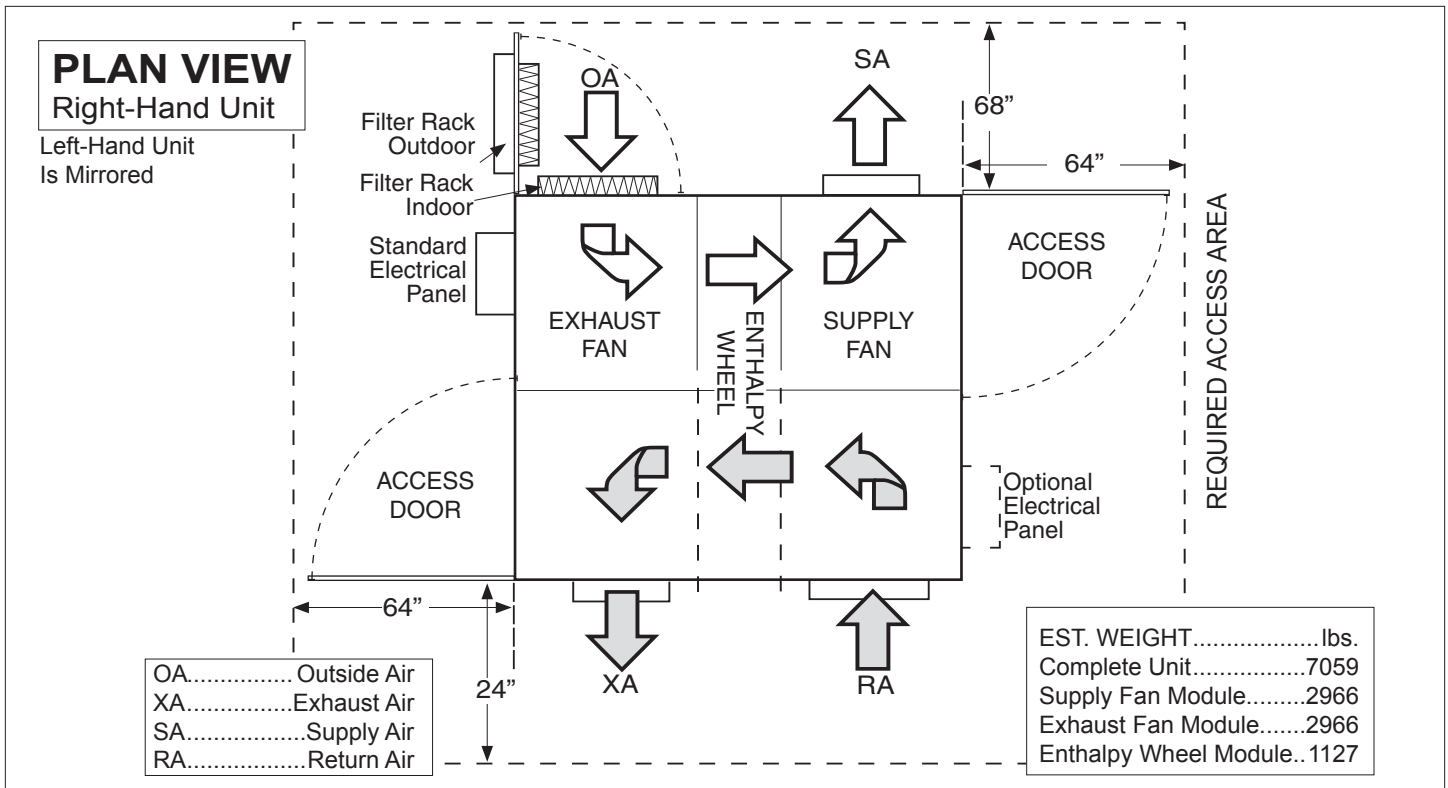 PLAN VIEW
Right-Hand Unit
Left-Hand Unit
Is Mirrored
Filter Rack
Outdoor
Filter Rack
Indoor
Standard
Electrical
Panel
OA
SA
68”
64”
ACCESS
DOOR
REQUIRED ACCESS AREA
EXHAUST
FAN
ENTHALPY
WHEEL
SUPPLY
FAN
ACCESS
DOOR
Optional
Electrical
Panel
64”
24”
XA
RA
OA................ Outside Air
XA................Exhaust Air
SA...................Supply Air
RA..................Return Air
EST. WEIGHT...................lbs.
Complete Unit................7059
Supply Fan Module.........2966
Exhaust Fan Module.......2966
Enthalpy Wheel Module..1127